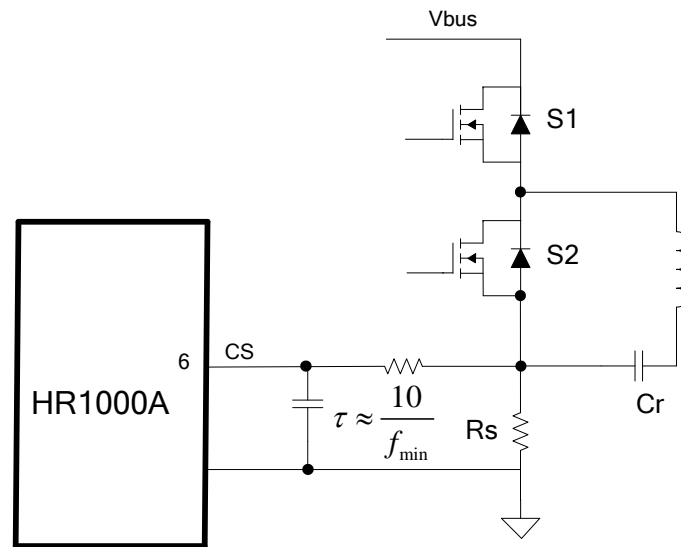 Vbus
S1
S2
6
CS
HR1000A
τ ≈ 10 / f_min
Rs
Cr